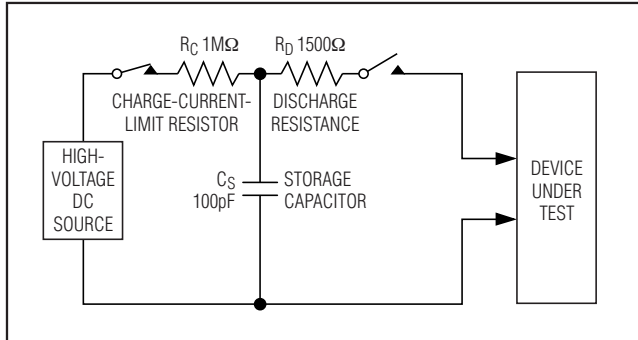 RC 1MΩ
RD 1500Ω
CHARGE-CURRENT-
LIMIT RESISTOR
DISCHARGE
RESISTANCE
HIGH-
VOLTAGE
DC
SOURCE
CS
100pF
STORAGE
CAPACITOR
DEVICE
UNDER
TEST